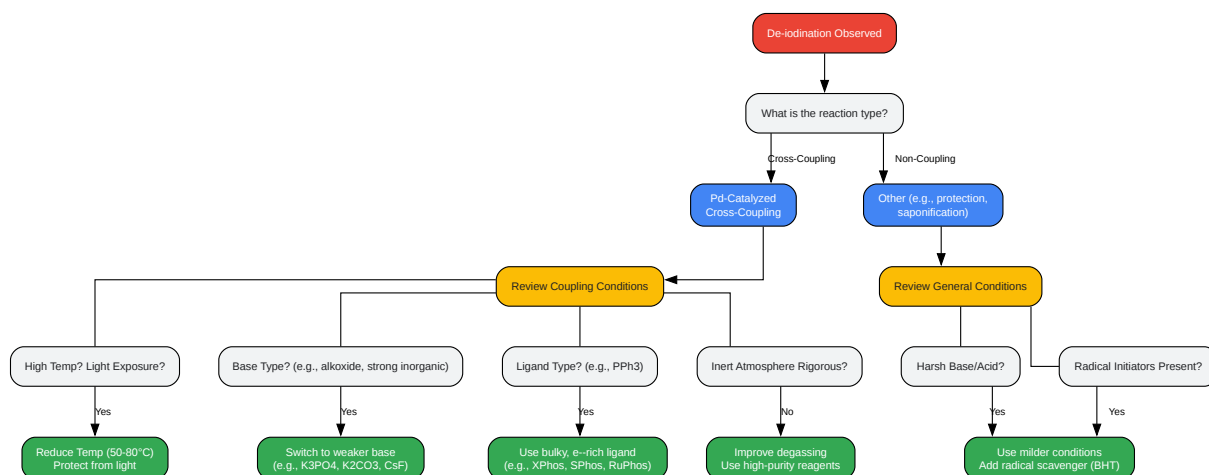 De-iodination Observed
What is the reaction type?
Cross-Coupling
Non-Coupling
Pd-Catalyzed
Cross-Coupling
Other (e.g., protection,
saponification)
Review Coupling Conditions
Review General Conditions
High Temp? Light Exposure?
Base Type? (e.g., alkoxide, strong inorganic)
Ligand Type? (e.g., PPh3)
Inert Atmosphere Rigorous?
Harsh Base/Acid?
Radical Initiators Present?
Yes
Yes
Yes
No
Yes
Yes
Reduce Temp (50-80°C)
Protect from light
Switch to weaker base
(e.g., K3PO4, K2CO3, CsF)
Use bulky, e--rich ligand
(e.g., XPhos, SPhos, RuPhos)
Improve degassing
Use high-purity reagents
Use milder conditions
Add radical scavenger (BHT)